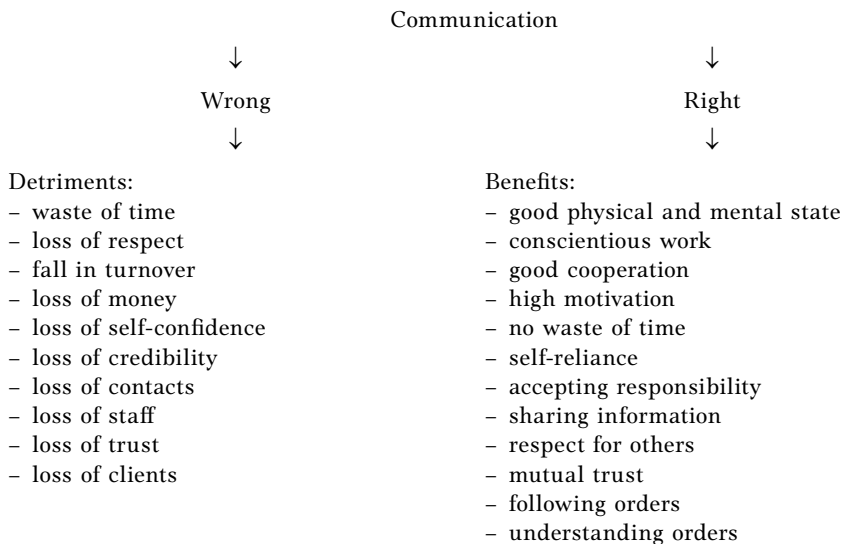 Communication
↓ ↓
Wrong Right
↓ ↓
Detriments:
– waste of time
– loss of respect
– fall in turnover
– loss of money
– loss of self-confidence
– loss of credibility
– loss of contacts
– loss of staff
– loss of trust
– loss of clients
Benefits:
– good physical and mental state
– conscientious work
– good cooperation
– high motivation
– no waste of time
– self-reliance
– accepting responsibility
– sharing information
– respect for others
– mutual trust
– following orders
– understanding orders